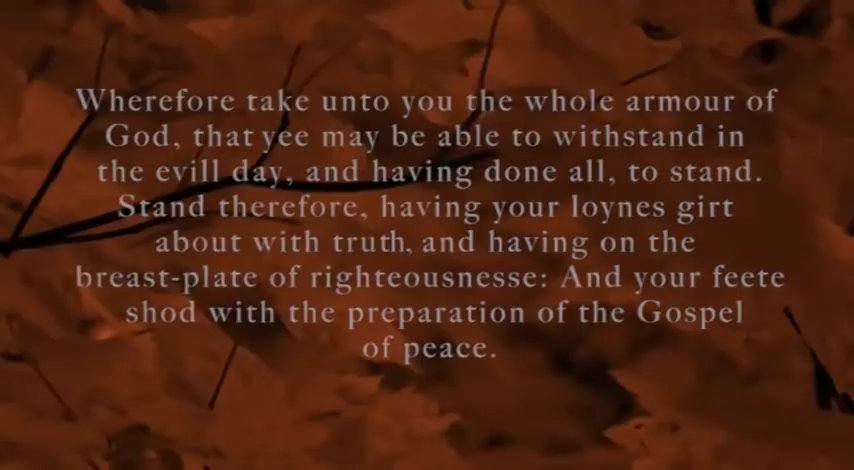 Wherefore take unto you the whole armour of
God, that yee may be able to withstand in
the evill day, and having done all, to stand.
Stand therefore, having your loynes girt
about with truth, and having on the
breast-plate of righteousnesse: And your feete
shod with the preparation of the Gospel
of peace.